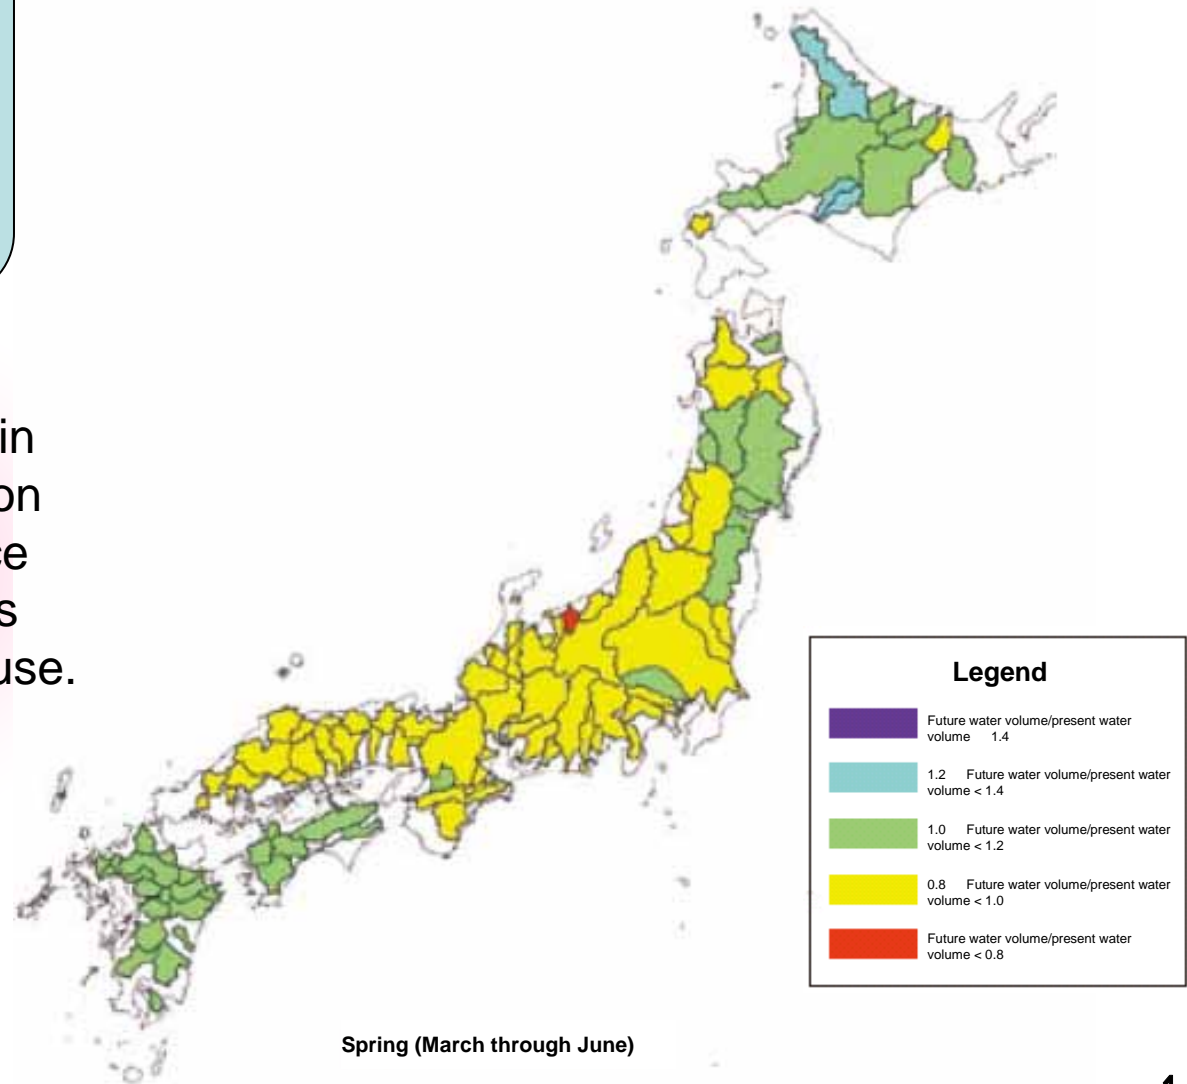 in
on
ce
s
use.
Legend
Future water volume/present water
volume 1.4
1.2 Future water volume/present water
volume < 1.4
1.0 Future water volume/present water
volume < 1.2
0.8 Future water volume/present water
volume < 1.0
Future water volume/present water
volume < 0.8
Spring (March through June)